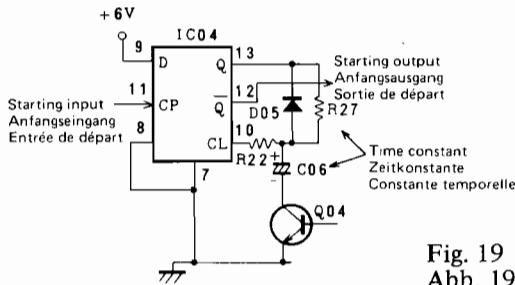 +6V
IC04
9
13
D
Q
Starting output
Anfangsausgang
Sortie de départ
11
12
CP
Q̅
D05
R27
Starting input
Anfangseingang
Entrée de départ
8
10
CL
R22
+
C06
-
Time constant
Zeitkonstante
Constante temporelle
7
Q04
Fig. 19
Abb. 19